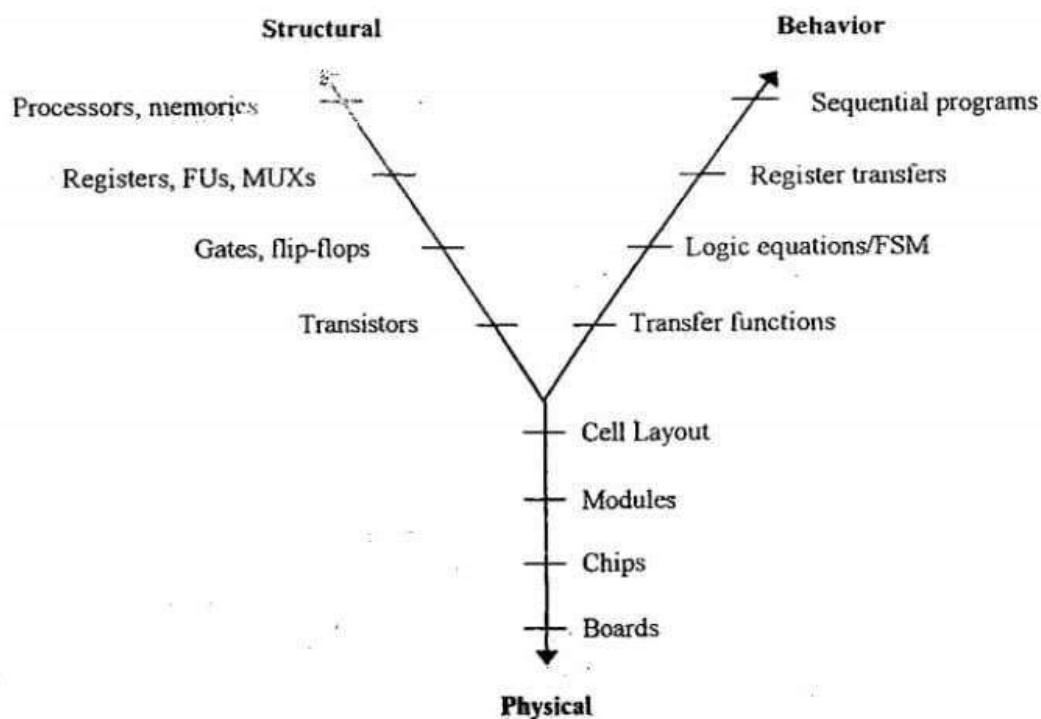 Structural
Behavior
Processors, memories
Sequential programs
Registers, FUs, MUXs
Register transfers
Gates, flip-flops
Logic equations/FSM
Transistors
Transfer functions
Cell Layout
Modules
Chips
Boards
Physical